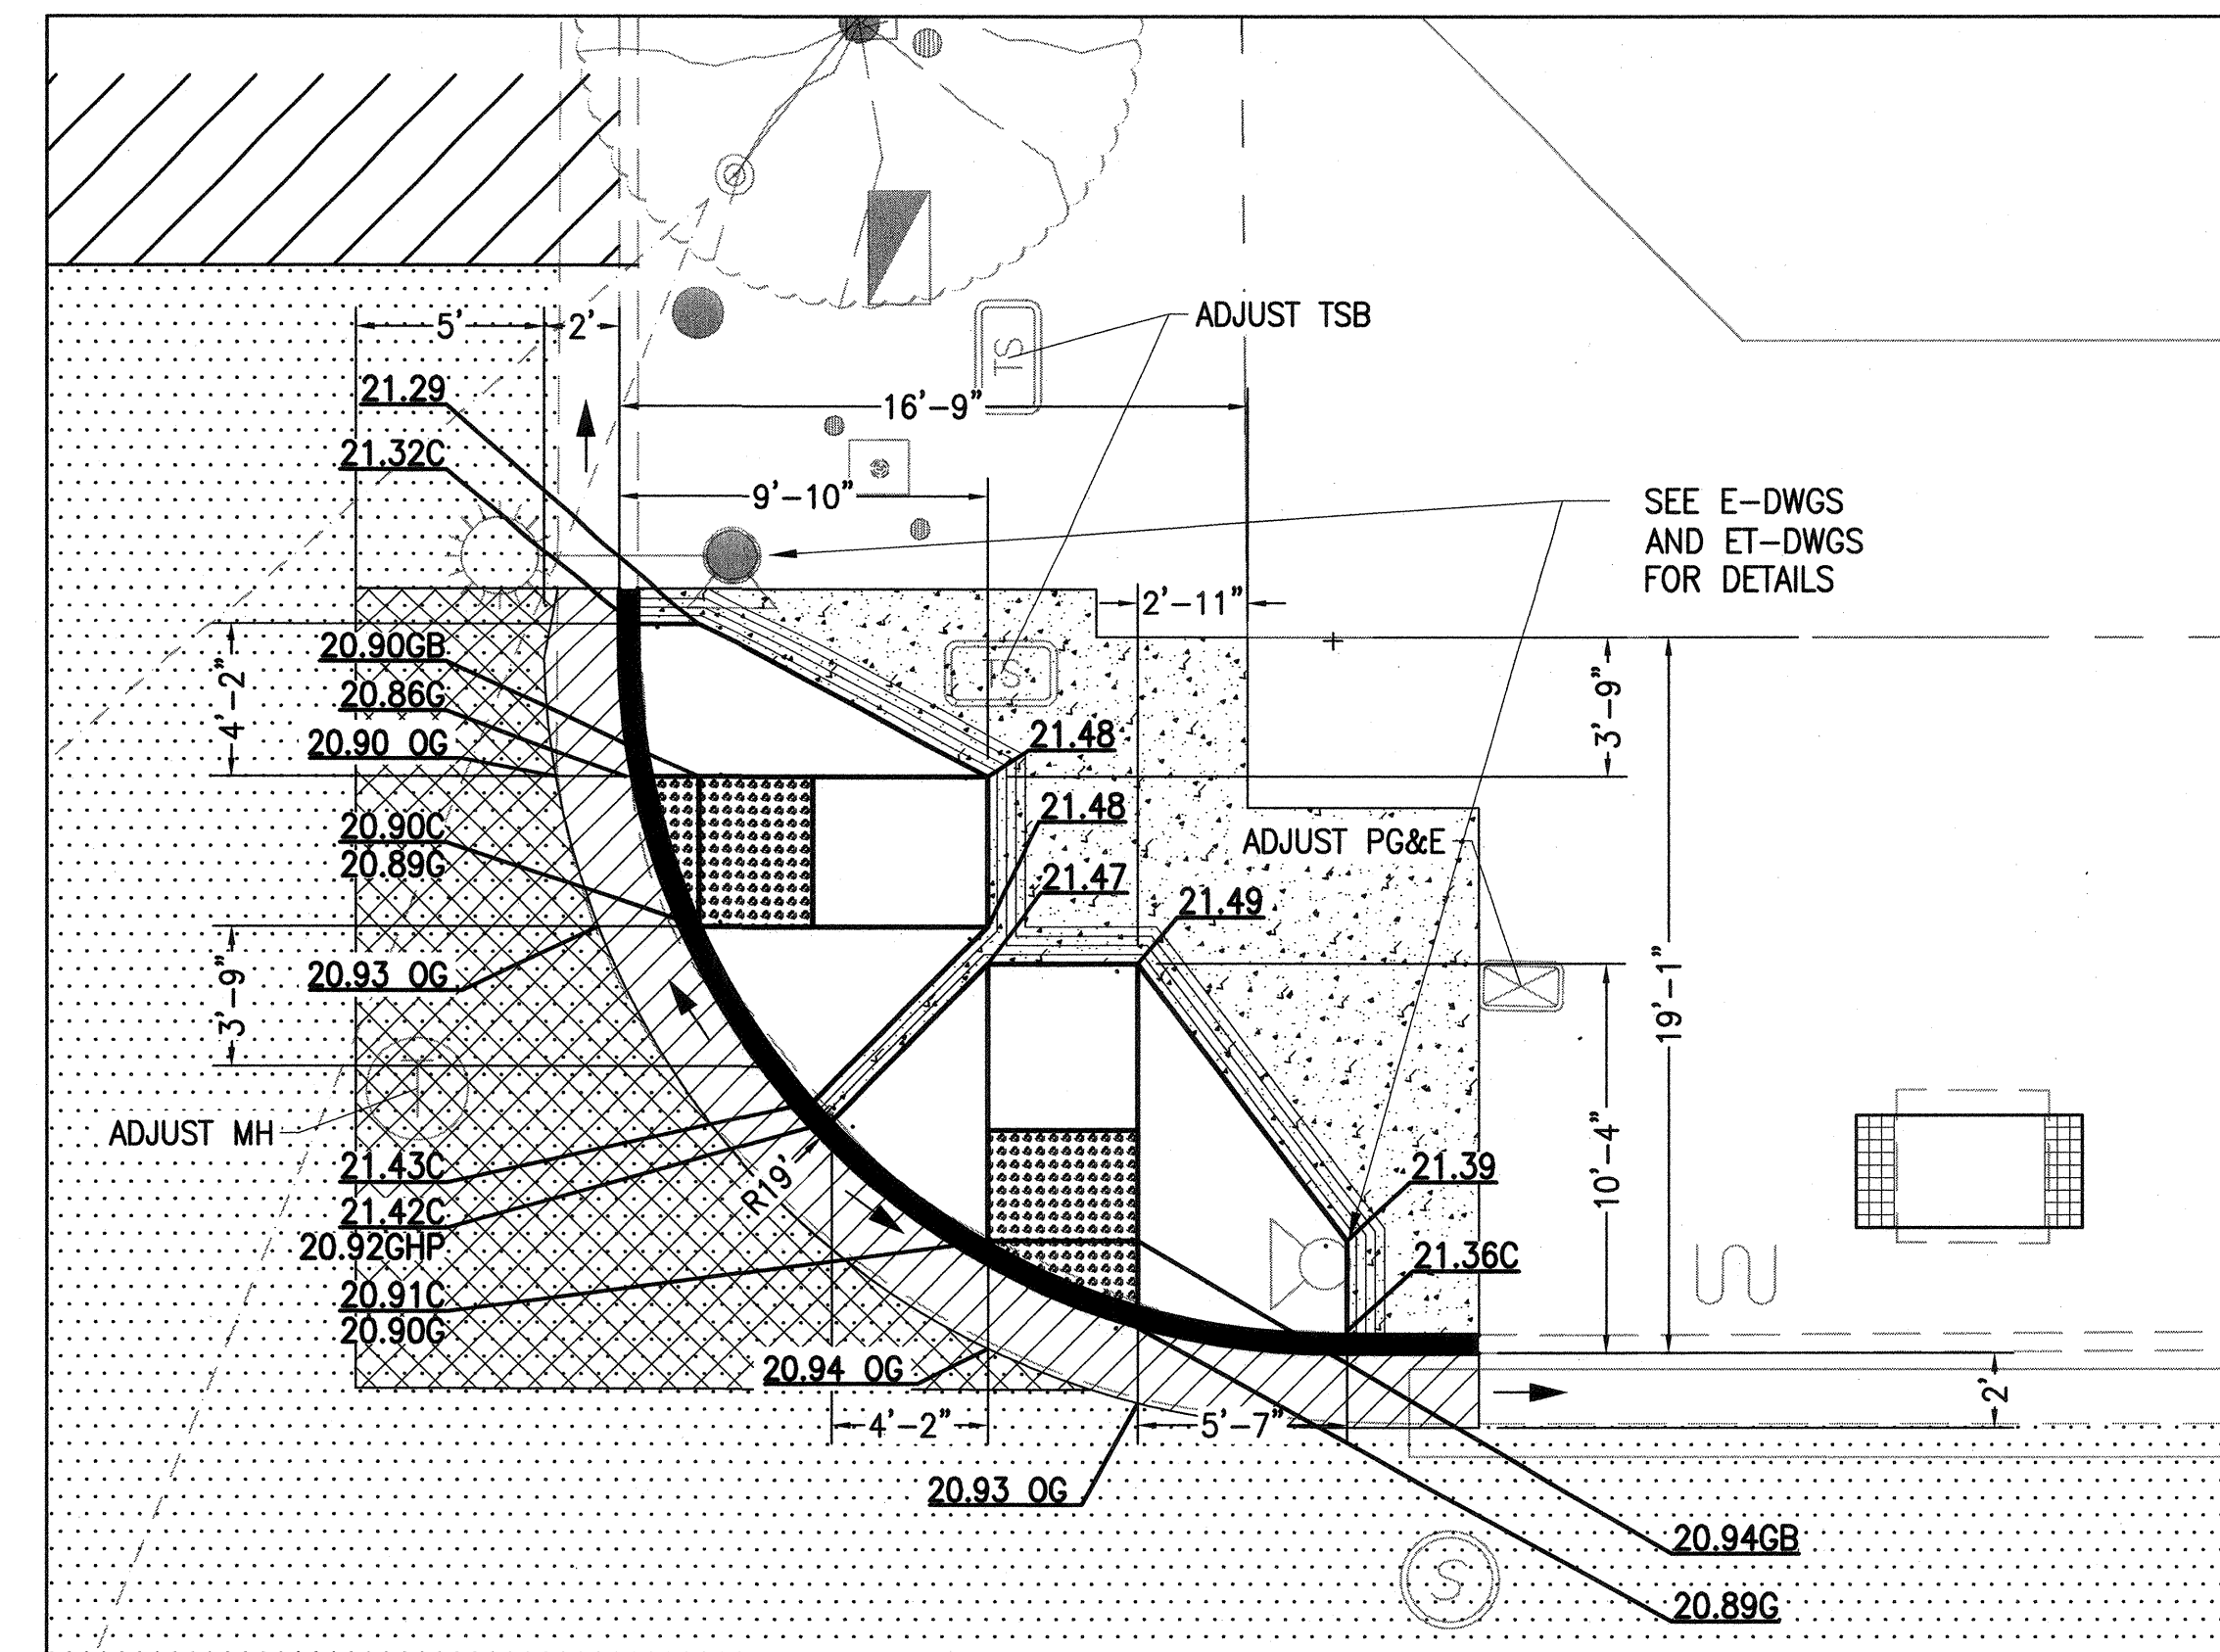 5'
2'
ADJUST TSB
TS
21.29
16'-9"
21.32C
9'-10"
SEE E-DWGS
AND ET-DWGS
FOR DETAILS
2'-11"
20.90GB
4'-2"
20.86G
TS
3'-9"
20.90 OG
21.48
20.90C
20.89G
21.48
ADJUST PG&E
21.47
21.49
20.93 OG
3'-9"
19'-1"
T
ADJUST MH
21.43C
R19'
10'-4"
21.39
21.42C
20.92GHP
21.36C
20.91C
20.90G
20.94 OG
2'
4'-2"
5'-7"
20.93 OG
20.94GB
S
20.89G